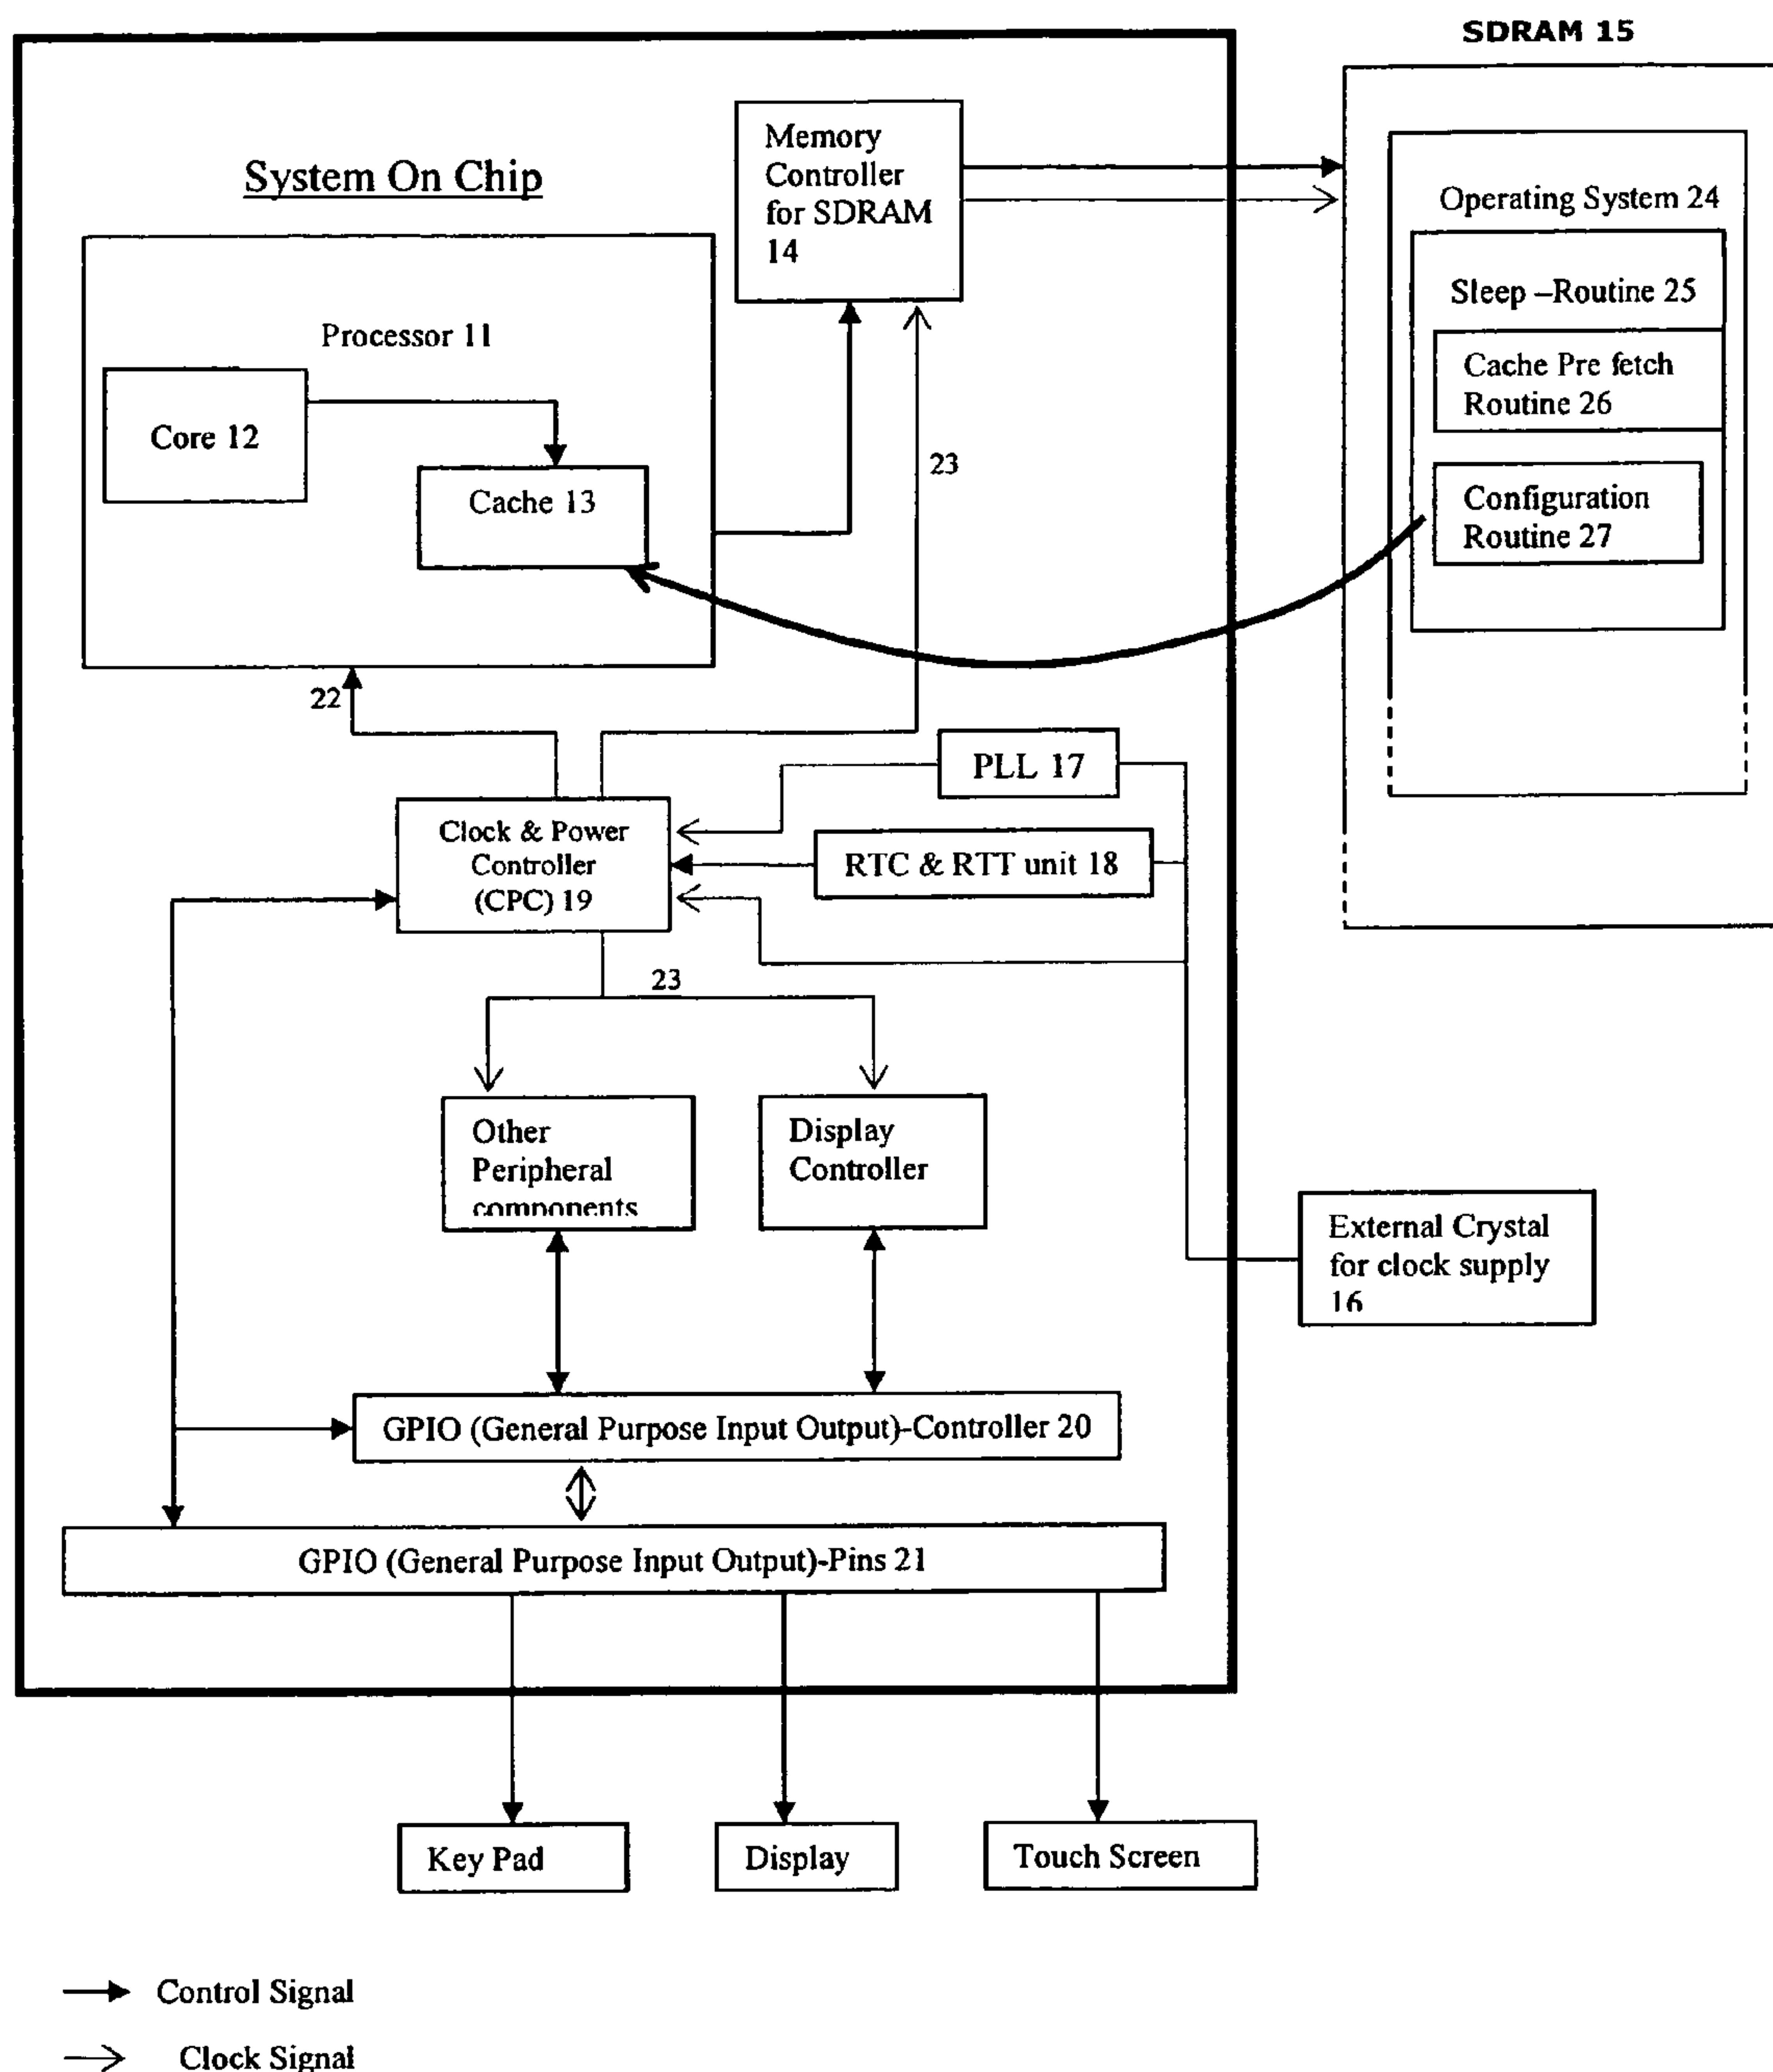 SDRAM 15
System On Chip
Memory
Controller
for SDRAM
14
Operating System 24
Sleep –Routine 25
Cache Pre fetch
Routine 26
Configuration
Routine 27
Processor 11
Core 12
Cache 13
23
22
PLL 17
Clock & Power
Controller
(CPC) 19
RTC & RTT unit 18
23
Other
Peripheral
components
Display
Controller
External Crystal
for clock supply
16
GPIO (General Purpose Input Output)-Controller 20
GPIO (General Purpose Input Output)-Pins 21
Key Pad
Display
Touch Screen
Control Signal
Clock Signal